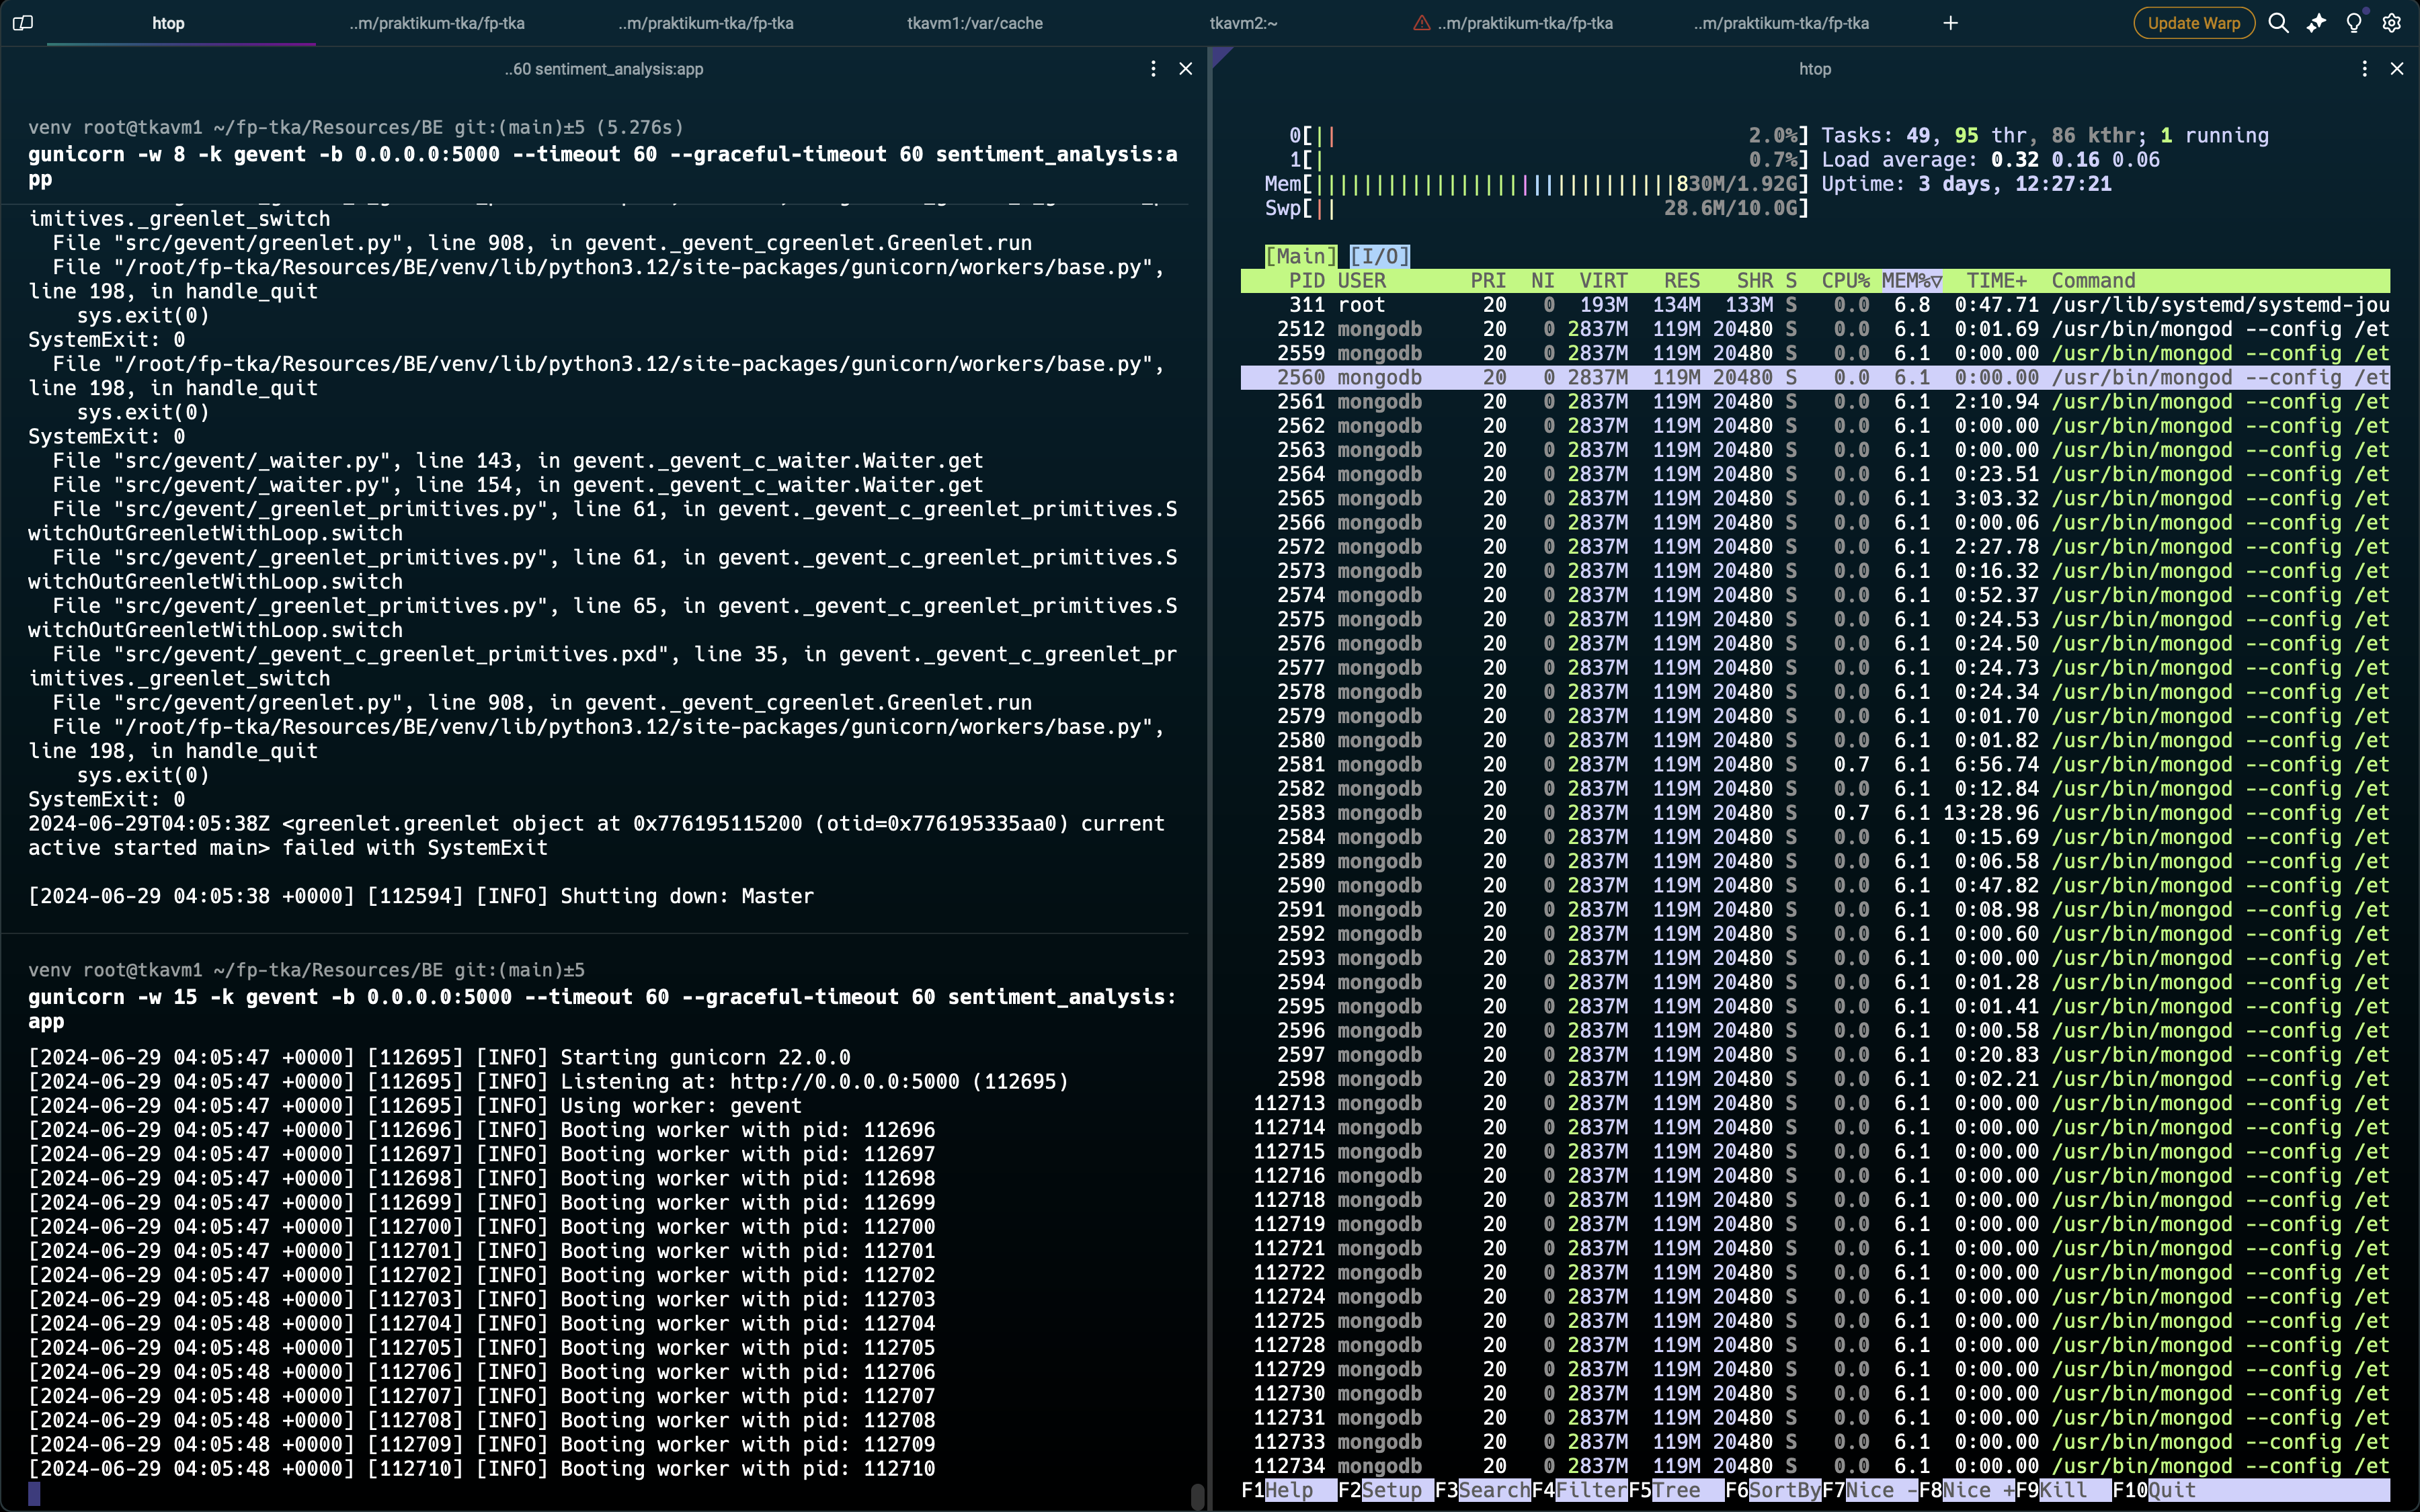 htop
..m/praktikum-tka/fp-tka
..m/praktikum-tka/fp-tka
tkavm1:/var/cache
tkavm2:~
..m/praktikum-tka/fp-tka
..m/praktikum-tka/fp-tka
Update Warp
..60 sentiment_analysis:app
venv root@tkavm1 ~/fp-tka/Resources/BE git:(main)±5 (5.276s)
gunicorn -w 8 -k gevent -b 0.0.0.0:5000 --timeout 60 --graceful-timeout 60 sentiment_analysis:a
pp
imitives._greenlet_switch
  File "src/gevent/greenlet.py", line 908, in gevent._gevent_cgreenlet.Greenlet.run
  File "/root/fp-tka/Resources/BE/venv/lib/python3.12/site-packages/gunicorn/workers/base.py",
line 198, in handle_quit
    sys.exit(0)
SystemExit: 0
  File "/root/fp-tka/Resources/BE/venv/lib/python3.12/site-packages/gunicorn/workers/base.py",
line 198, in handle_quit
    sys.exit(0)
SystemExit: 0
  File "src/gevent/_waiter.py", line 143, in gevent._gevent_c_waiter.Waiter.get
  File "src/gevent/_waiter.py", line 154, in gevent._gevent_c_waiter.Waiter.get
  File "src/gevent/_greenlet_primitives.py", line 61, in gevent._gevent_c_greenlet_primitives.S
witchOutGreenletWithLoop.switch
  File "src/gevent/_greenlet_primitives.py", line 61, in gevent._gevent_c_greenlet_primitives.S
witchOutGreenletWithLoop.switch
  File "src/gevent/_greenlet_primitives.py", line 65, in gevent._gevent_c_greenlet_primitives.S
witchOutGreenletWithLoop.switch
  File "src/gevent/_gevent_c_greenlet_primitives.pxd", line 35, in gevent._gevent_c_greenlet_pr
imitives._greenlet_switch
  File "src/gevent/greenlet.py", line 908, in gevent._gevent_cgreenlet.Greenlet.run
  File "/root/fp-tka/Resources/BE/venv/lib/python3.12/site-packages/gunicorn/workers/base.py",
line 198, in handle_quit
    sys.exit(0)
SystemExit: 0
2024-06-29T04:05:38Z <greenlet.greenlet object at 0x776195115200 (otid=0x776195335aa0) current
active started main> failed with SystemExit
[2024-06-29 04:05:38 +0000] [112594] [INFO] Shutting down: Master
venv root@tkavm1 ~/fp-tka/Resources/BE git:(main)±5
gunicorn -w 15 -k gevent -b 0.0.0.0:5000 --timeout 60 --graceful-timeout 60 sentiment_analysis:
app
[2024-06-29 04:05:47 +0000] [112695] [INFO] Starting gunicorn 22.0.0
[2024-06-29 04:05:47 +0000] [112695] [INFO] Listening at: http://0.0.0.0:5000 (112695)
[2024-06-29 04:05:47 +0000] [112695] [INFO] Using worker: gevent
[2024-06-29 04:05:47 +0000] [112696] [INFO] Booting worker with pid: 112696
[2024-06-29 04:05:47 +0000] [112697] [INFO] Booting worker with pid: 112697
[2024-06-29 04:05:47 +0000] [112698] [INFO] Booting worker with pid: 112698
[2024-06-29 04:05:47 +0000] [112699] [INFO] Booting worker with pid: 112699
[2024-06-29 04:05:47 +0000] [112700] [INFO] Booting worker with pid: 112700
[2024-06-29 04:05:47 +0000] [112701] [INFO] Booting worker with pid: 112701
[2024-06-29 04:05:47 +0000] [112702] [INFO] Booting worker with pid: 112702
[2024-06-29 04:05:48 +0000] [112703] [INFO] Booting worker with pid: 112703
[2024-06-29 04:05:48 +0000] [112704] [INFO] Booting worker with pid: 112704
[2024-06-29 04:05:48 +0000] [112705] [INFO] Booting worker with pid: 112705
[2024-06-29 04:05:48 +0000] [112706] [INFO] Booting worker with pid: 112706
[2024-06-29 04:05:48 +0000] [112707] [INFO] Booting worker with pid: 112707
[2024-06-29 04:05:48 +0000] [112708] [INFO] Booting worker with pid: 112708
[2024-06-29 04:05:48 +0000] [112709] [INFO] Booting worker with pid: 112709
[2024-06-29 04:05:48 +0000] [112710] [INFO] Booting worker with pid: 112710
htop
0[|| 2.0%] Tasks: 49, 95 thr, 86 kthr; 1 running
1[| 0.7%] Load average: 0.32 0.16 0.06
Mem[||||||||||||||||||||||||||||||830M/1.92G] Uptime: 3 days, 12:27:21
Swp[|| 28.6M/10.0G]
[Main] [I/O]
PID USER PRI NI VIRT RES SHR S CPU% MEM%▽ TIME+ Command
311 root 20 0 193M 134M 133M S 0.0 6.8 0:47.71 /usr/lib/systemd/systemd-jou
2512 mongodb 20 0 2837M 119M 20480 S 0.0 6.1 0:01.69 /usr/bin/mongod --config /et
2559 mongodb 20 0 2837M 119M 20480 S 0.0 6.1 0:00.00 /usr/bin/mongod --config /et
2560 mongodb 20 0 2837M 119M 20480 S 0.0 6.1 0:00.00 /usr/bin/mongod --config /et
2561 mongodb 20 0 2837M 119M 20480 S 0.0 6.1 2:10.94 /usr/bin/mongod --config /et
2562 mongodb 20 0 2837M 119M 20480 S 0.0 6.1 0:00.00 /usr/bin/mongod --config /et
2563 mongodb 20 0 2837M 119M 20480 S 0.0 6.1 0:00.00 /usr/bin/mongod --config /et
2564 mongodb 20 0 2837M 119M 20480 S 0.0 6.1 0:23.51 /usr/bin/mongod --config /et
2565 mongodb 20 0 2837M 119M 20480 S 0.0 6.1 3:03.32 /usr/bin/mongod --config /et
2566 mongodb 20 0 2837M 119M 20480 S 0.0 6.1 0:00.06 /usr/bin/mongod --config /et
2572 mongodb 20 0 2837M 119M 20480 S 0.0 6.1 2:27.78 /usr/bin/mongod --config /et
2573 mongodb 20 0 2837M 119M 20480 S 0.0 6.1 0:16.32 /usr/bin/mongod --config /et
2574 mongodb 20 0 2837M 119M 20480 S 0.0 6.1 0:52.37 /usr/bin/mongod --config /et
2575 mongodb 20 0 2837M 119M 20480 S 0.0 6.1 0:24.53 /usr/bin/mongod --config /et
2576 mongodb 20 0 2837M 119M 20480 S 0.0 6.1 0:24.50 /usr/bin/mongod --config /et
2577 mongodb 20 0 2837M 119M 20480 S 0.0 6.1 0:24.73 /usr/bin/mongod --config /et
2578 mongodb 20 0 2837M 119M 20480 S 0.0 6.1 0:24.34 /usr/bin/mongod --config /et
2579 mongodb 20 0 2837M 119M 20480 S 0.0 6.1 0:01.70 /usr/bin/mongod --config /et
2580 mongodb 20 0 2837M 119M 20480 S 0.0 6.1 0:01.82 /usr/bin/mongod --config /et
2581 mongodb 20 0 2837M 119M 20480 S 0.7 6.1 6:56.74 /usr/bin/mongod --config /et
2582 mongodb 20 0 2837M 119M 20480 S 0.0 6.1 0:12.84 /usr/bin/mongod --config /et
2583 mongodb 20 0 2837M 119M 20480 S 0.7 6.1 13:28.96 /usr/bin/mongod --config /et
2584 mongodb 20 0 2837M 119M 20480 S 0.0 6.1 0:15.69 /usr/bin/mongod --config /et
2589 mongodb 20 0 2837M 119M 20480 S 0.0 6.1 0:06.58 /usr/bin/mongod --config /et
2590 mongodb 20 0 2837M 119M 20480 S 0.0 6.1 0:47.82 /usr/bin/mongod --config /et
2591 mongodb 20 0 2837M 119M 20480 S 0.0 6.1 0:08.98 /usr/bin/mongod --config /et
2592 mongodb 20 0 2837M 119M 20480 S 0.0 6.1 0:00.60 /usr/bin/mongod --config /et
2593 mongodb 20 0 2837M 119M 20480 S 0.0 6.1 0:00.00 /usr/bin/mongod --config /et
2594 mongodb 20 0 2837M 119M 20480 S 0.0 6.1 0:01.28 /usr/bin/mongod --config /et
2595 mongodb 20 0 2837M 119M 20480 S 0.0 6.1 0:01.41 /usr/bin/mongod --config /et
2596 mongodb 20 0 2837M 119M 20480 S 0.0 6.1 0:00.58 /usr/bin/mongod --config /et
2597 mongodb 20 0 2837M 119M 20480 S 0.0 6.1 0:20.83 /usr/bin/mongod --config /et
2598 mongodb 20 0 2837M 119M 20480 S 0.0 6.1 0:02.21 /usr/bin/mongod --config /et
112713 mongodb 20 0 2837M 119M 20480 S 0.0 6.1 0:00.00 /usr/bin/mongod --config /et
112714 mongodb 20 0 2837M 119M 20480 S 0.0 6.1 0:00.00 /usr/bin/mongod --config /et
112715 mongodb 20 0 2837M 119M 20480 S 0.0 6.1 0:00.00 /usr/bin/mongod --config /et
112716 mongodb 20 0 2837M 119M 20480 S 0.0 6.1 0:00.00 /usr/bin/mongod --config /et
112718 mongodb 20 0 2837M 119M 20480 S 0.0 6.1 0:00.00 /usr/bin/mongod --config /et
112719 mongodb 20 0 2837M 119M 20480 S 0.0 6.1 0:00.00 /usr/bin/mongod --config /et
112721 mongodb 20 0 2837M 119M 20480 S 0.0 6.1 0:00.00 /usr/bin/mongod --config /et
112722 mongodb 20 0 2837M 119M 20480 S 0.0 6.1 0:00.00 /usr/bin/mongod --config /et
112724 mongodb 20 0 2837M 119M 20480 S 0.0 6.1 0:00.00 /usr/bin/mongod --config /et
112725 mongodb 20 0 2837M 119M 20480 S 0.0 6.1 0:00.00 /usr/bin/mongod --config /et
112728 mongodb 20 0 2837M 119M 20480 S 0.0 6.1 0:00.00 /usr/bin/mongod --config /et
112729 mongodb 20 0 2837M 119M 20480 S 0.0 6.1 0:00.00 /usr/bin/mongod --config /et
112730 mongodb 20 0 2837M 119M 20480 S 0.0 6.1 0:00.00 /usr/bin/mongod --config /et
112731 mongodb 20 0 2837M 119M 20480 S 0.0 6.1 0:00.00 /usr/bin/mongod --config /et
112733 mongodb 20 0 2837M 119M 20480 S 0.0 6.1 0:00.00 /usr/bin/mongod --config /et
112734 mongodb 20 0 2837M 119M 20480 S 0.0 6.1 0:00.00 /usr/bin/mongod --config /et
F1Help F2Setup F3SearchF4FilterF5Tree F6SortByF7Nice -F8Nice +F9Kill F10Quit